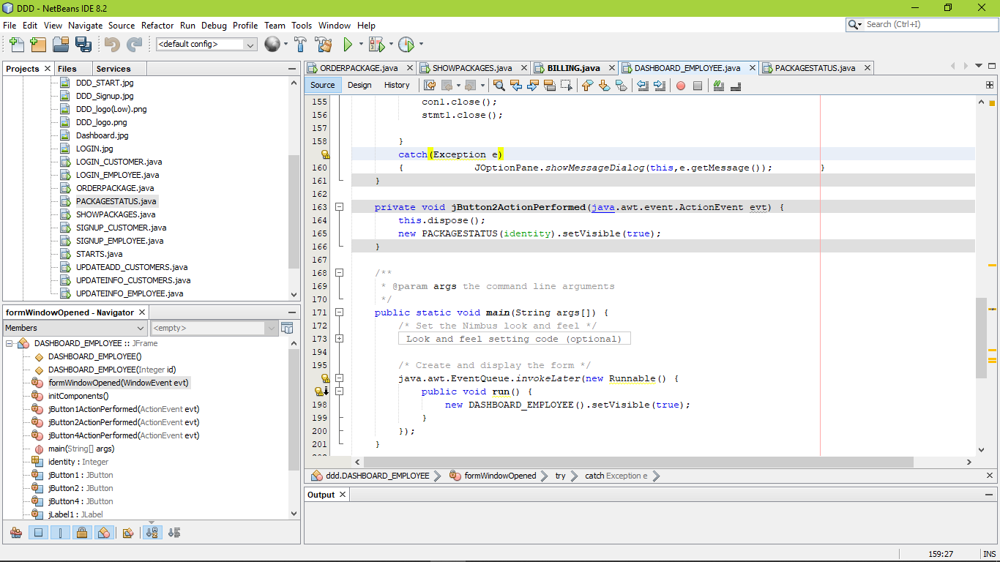 DDD - NetBeans IDE 8.2
File Edit View Navigate Source Refactor Run Debug Profile Team Tools Window Help
Search (Ctrl+I)
<default config>
Projects Files Services
DDD_START.jpg
DDD_Signup.jpg
DDD_logo(Low).png
DDD_logo.png
Dashboard.jpg
LOGIN.jpg
LOGIN_CUSTOMER.java
LOGIN_EMPLOYEE.java
ORDERPACKAGE.java
PACKAGESTATUS.java
SHOWPACKAGES.java
SIGNUP_CUSTOMER.java
SIGNUP_EMPLOYEE.java
STARTS.java
UPDATEADD_CUSTOMERS.java
UPDATEINFO_CUSTOMERS.java
UPDATEINFO_EMPLOYEE.java
formWindowOpened - Navigator
Members
<empty>
DASHBOARD_EMPLOYEE :: JFrame
DASHBOARD_EMPLOYEE()
DASHBOARD_EMPLOYEE(Integer id)
formWindowOpened(WindowEvent evt)
initComponents()
jButton1ActionPerformed(ActionEvent evt)
jButton2ActionPerformed(ActionEvent evt)
jButton4ActionPerformed(ActionEvent evt)
main(String[] args)
identity : Integer
jButton1 : JButton
jButton2 : JButton
jButton4 : JButton
jLabel1 : JLabel
ORDERPACKAGE.java SHOWPACKAGES.java BILLING.java DASHBOARD_EMPLOYEE.java PACKAGESTATUS.java
Source Design History
155 con1.close();
156 stmt1.close();
157
158 }
catch(Exception e)
160 { JOptionPane.showMessageDialog(this,e.getMessage()); }
161 }
162
163 private void jButton2ActionPerformed(java.awt.event.ActionEvent evt) {
164 this.dispose();
165 new PACKAGESTATUS(identity).setVisible(true);
166 }
167
168 /**
169 * @param args the command line arguments
170 */
171 public static void main(String args[]) {
172 /* Set the Nimbus look and feel */
173 Look and feel setting code (optional)
194
195 /* Create and display the form */
java.awt.EventQueue.invokeLater(new Runnable() {
public void run() {
198 new DASHBOARD_EMPLOYEE().setVisible(true);
199 }
200 });
201 }
ddd.DASHBOARD_EMPLOYEE formWindowOpened try catch Exception e
Output
159:27 INS